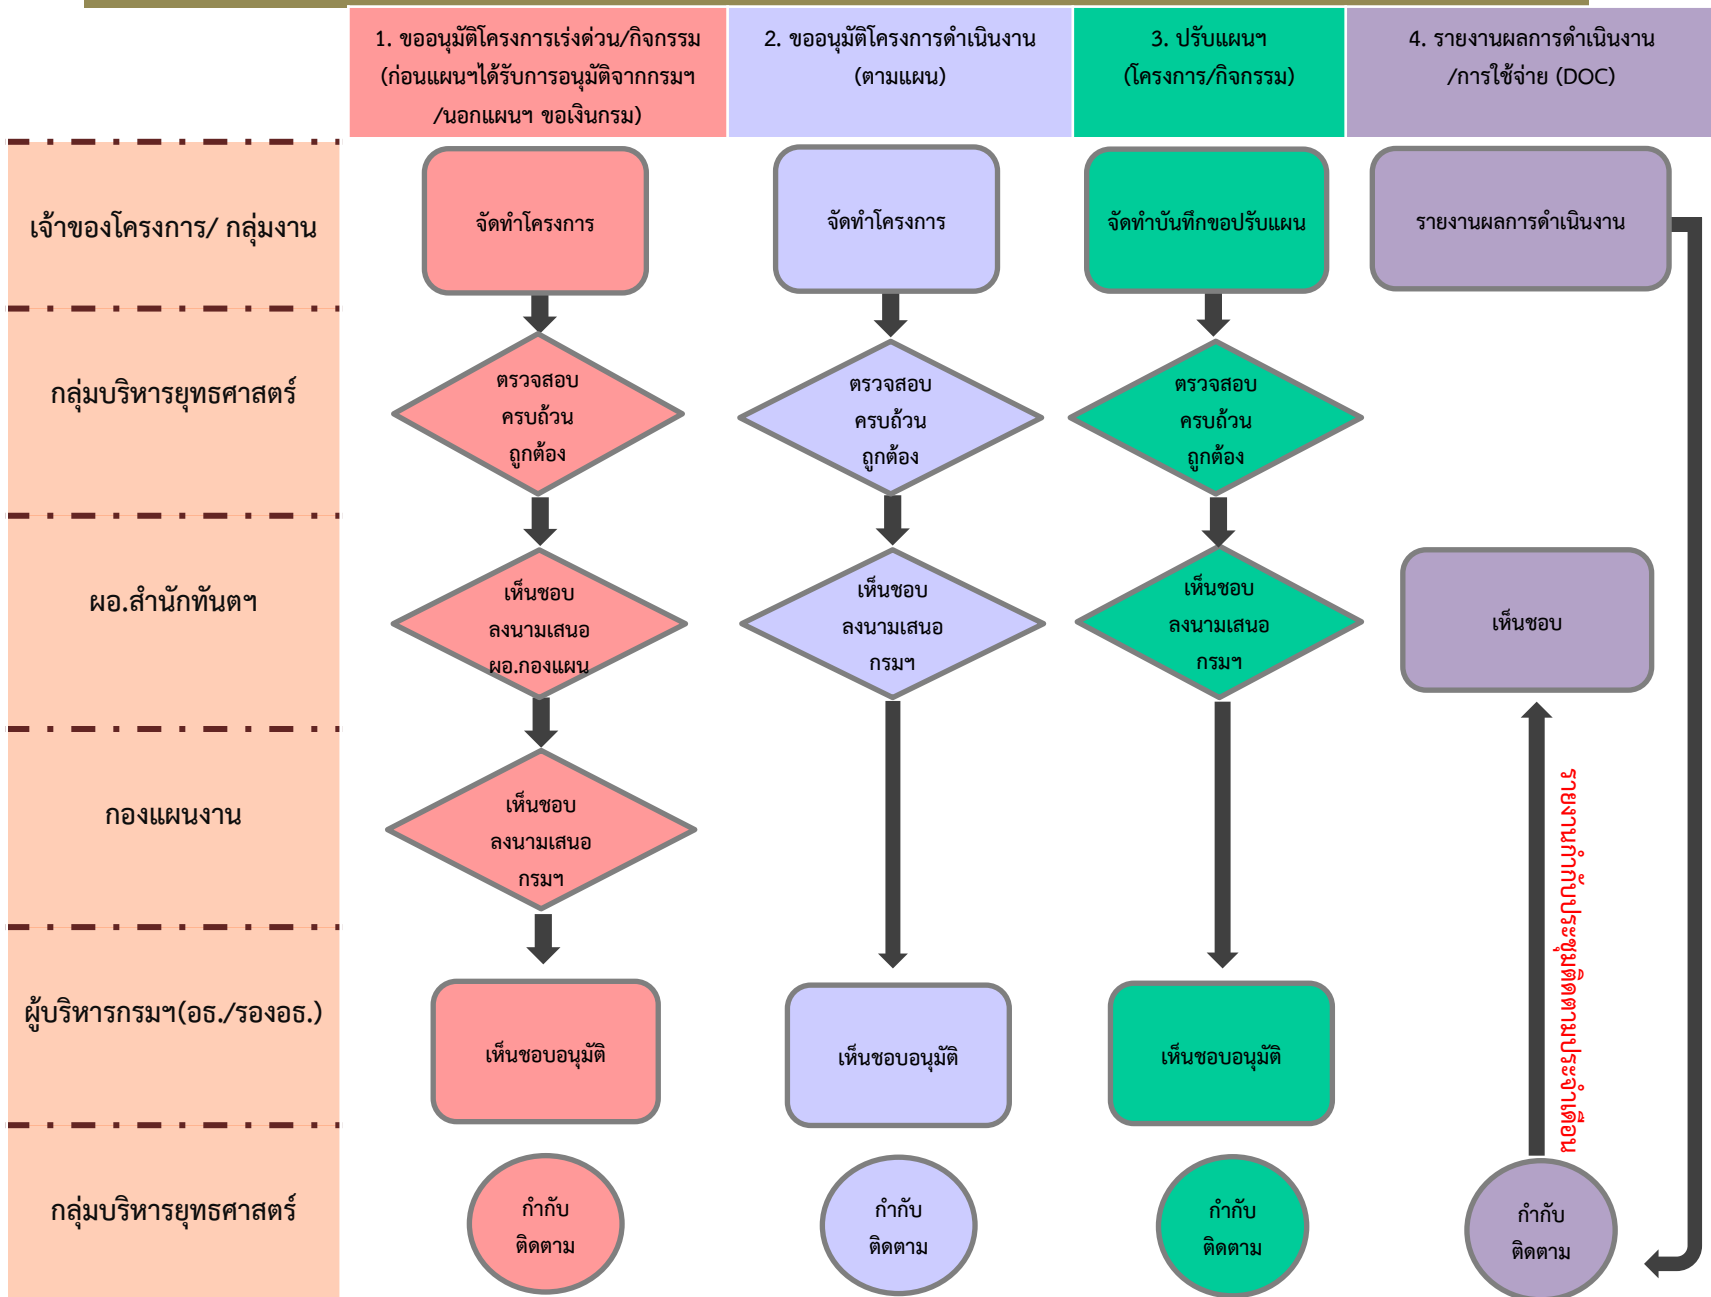 1. ขออนุมัติโครงการเร่งด่วน/กิจกรรม
(ก่อนแผนฯได้รับการอนุมัติจากกรมฯ
/นอกแผนฯ ขอเงินกรม)
2. ขออนุมัติโครงการดำเนินงาน
(ตามแผน)
3. ปรับแผนฯ
(โครงการ/กิจกรรม)
4. รายงานผลการดำเนินงาน
/การใช้จ่าย (DOC)
เจ้าของโครงการ/ กลุ่มงาน
จัดทำโครงการ
จัดทำโครงการ
จัดทำบันทึกขอปรับแผน
รายงานผลการดำเนินงาน
กลุ่มบริหารยุทธศาสตร์
ตรวจสอบ
ครบถ้วน
ถูกต้อง
ตรวจสอบ
ครบถ้วน
ถูกต้อง
ตรวจสอบ
ครบถ้วน
ถูกต้อง
ผอ.สำนักทันตฯ
เห็นชอบ
ลงนามเสนอ
ผอ.กองแผน
เห็นชอบ
ลงนามเสนอ
กรมฯ
เห็นชอบ
ลงนามเสนอ
กรมฯ
เห็นชอบ
กองแผนงาน
เห็นชอบ
ลงนามเสนอ
กรมฯ
รายงานกำกับประชุมติดตามประจำเดือน
ผู้บริหารกรมฯ(อธ./รองอธ.)
เห็นชอบอนุมัติ
เห็นชอบอนุมัติ
เห็นชอบอนุมัติ
กลุ่มบริหารยุทธศาสตร์
กำกับ
ติดตาม
กำกับ
ติดตาม
กำกับ
ติดตาม
กำกับ
ติดตาม